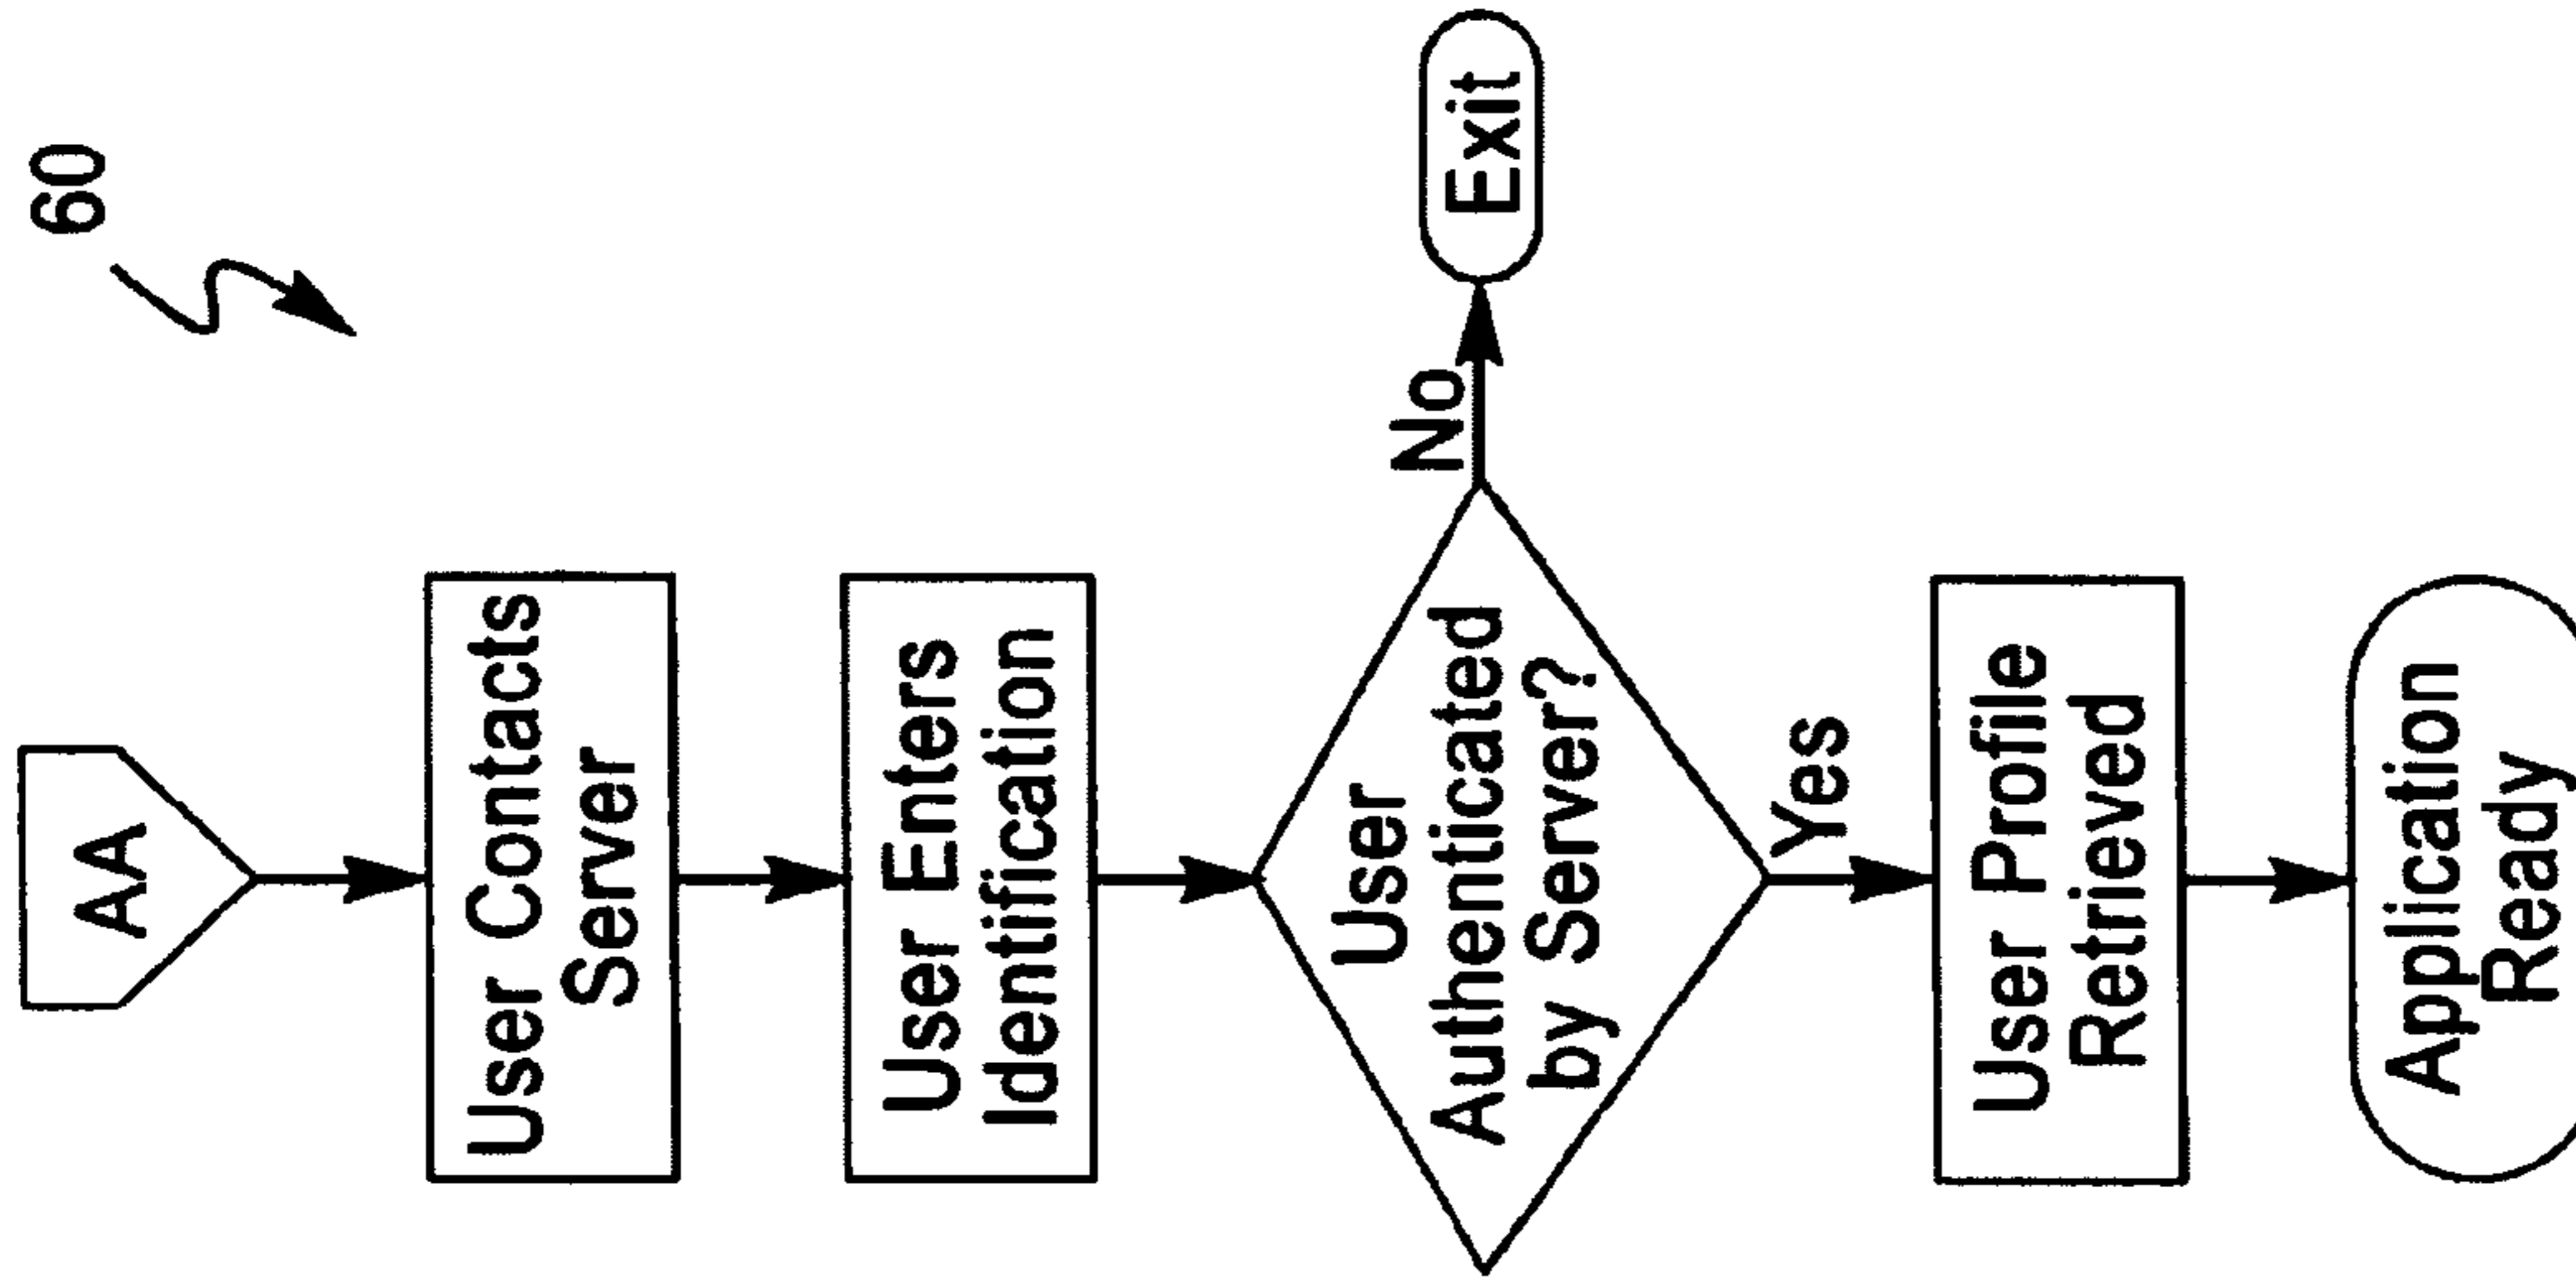 60
AA
User Contacts
Server
User Enters
Identification
User
Authenticated
by Server?
No
Exit
Yes
User Profile
Retrieved
Application
Ready